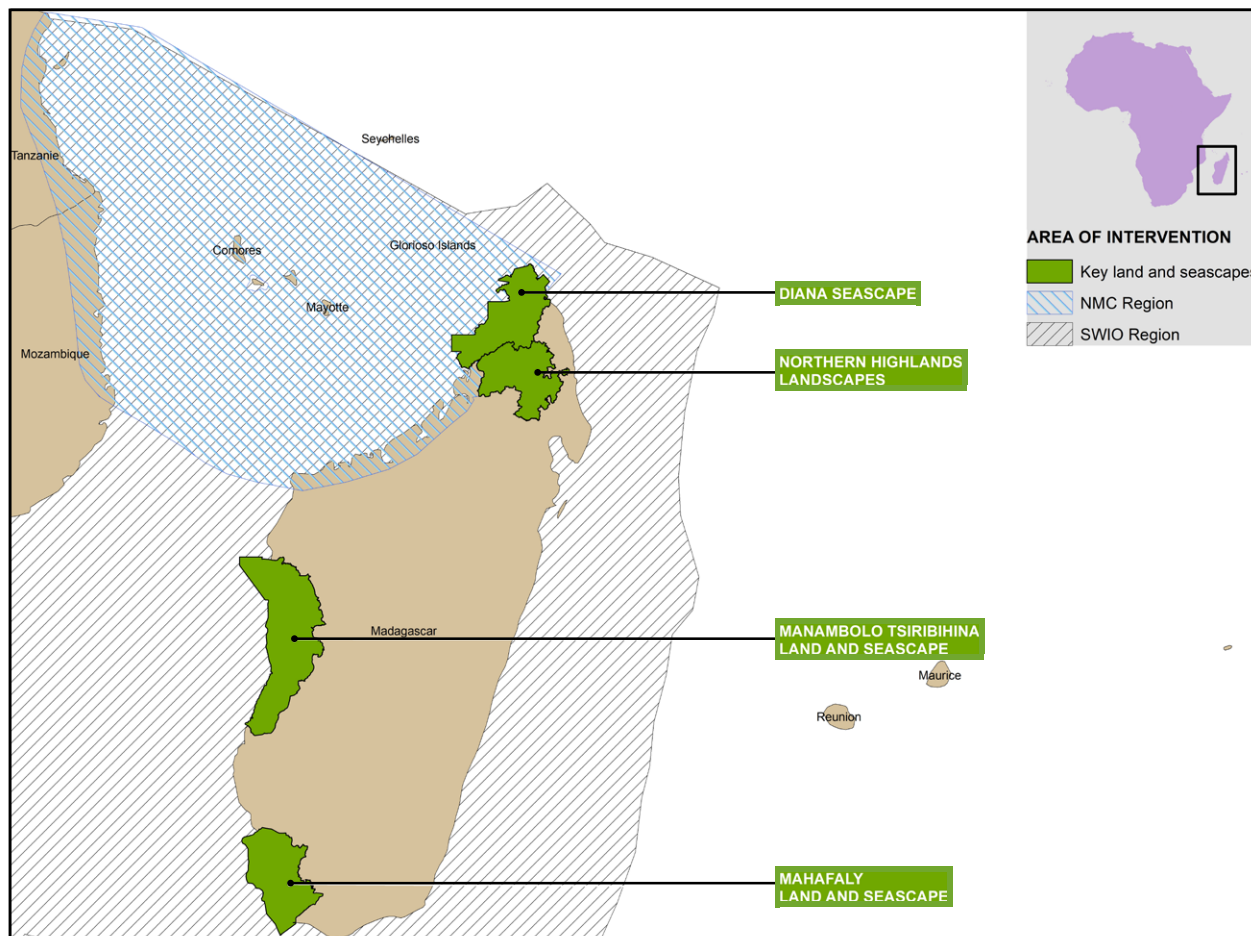 Seychelles
Tanzanie
Glorioso Islands
Comores
Mayotte
Mozambique
Madagascar
Maurice
Reunion
DIANA SEASCAPE
NORTHERN HIGHLANDS
LANDSCAPES
MANAMBOLO TSIRIBIHINA
LAND AND SEASCAPE
MAHAFALY
LAND AND SEASCAPE
AREA OF INTERVENTION
Key land and seascapes
NMC Region
SWIO Region